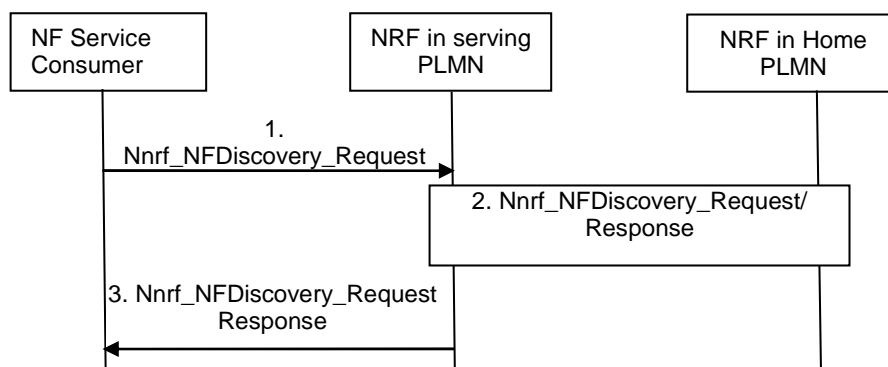 NF Service
Consumer
NRF in serving
PLMN
NRF in Home
PLMN
1.
Nnrf_NFDiscovery_Request
2. Nnrf_NFDiscovery_Request/
Response
3. Nnrf_NFDiscovery_Request
Response